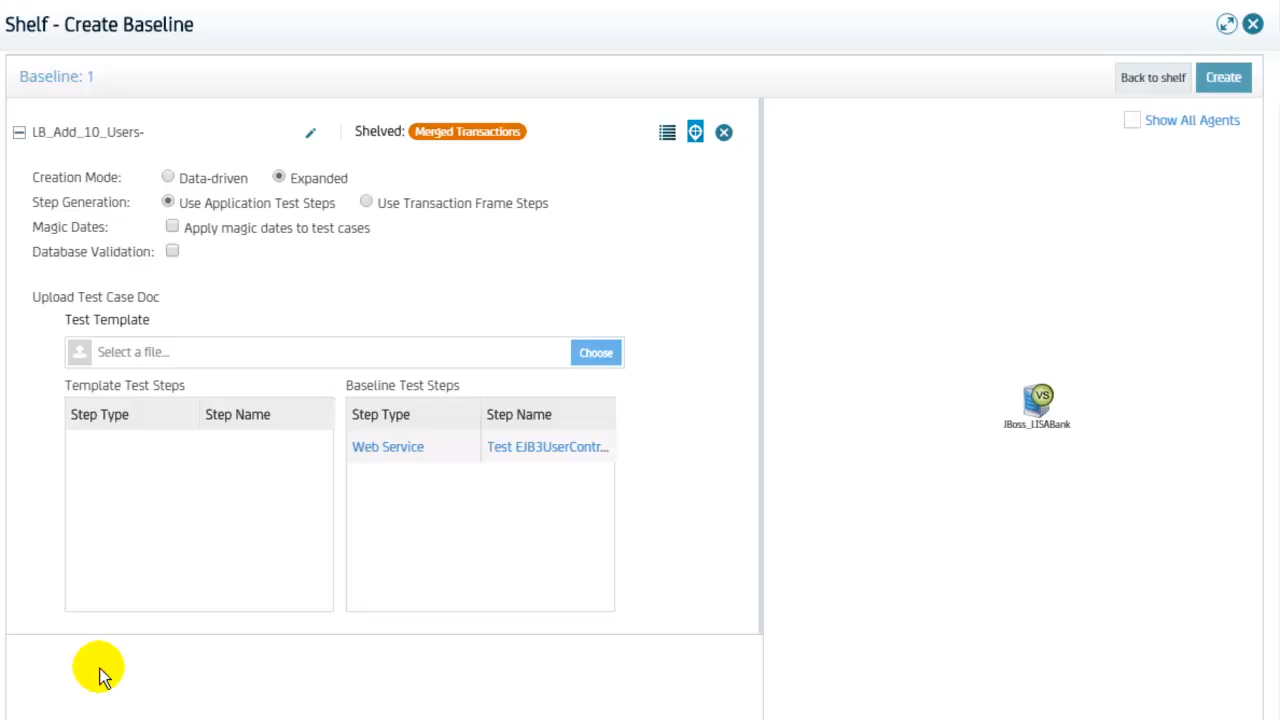 Shelf - Create Baseline
Baseline: 1
Back to shelf
Create
LB_Add_10_Users-
Shelved: Merged Transactions
Show All Agents
Creation Mode: Data-driven Expanded
Step Generation: Use Application Test Steps Use Transaction Frame Steps
Magic Dates: Apply magic dates to test cases
Database Validation:
Upload Test Case Doc
Test Template
Select a file... Choose
Template Test Steps Baseline Test Steps
Step Type Step Name Step Type Step Name
Web Service Test EJB3UserContr...
VS
JBoss_LISABank